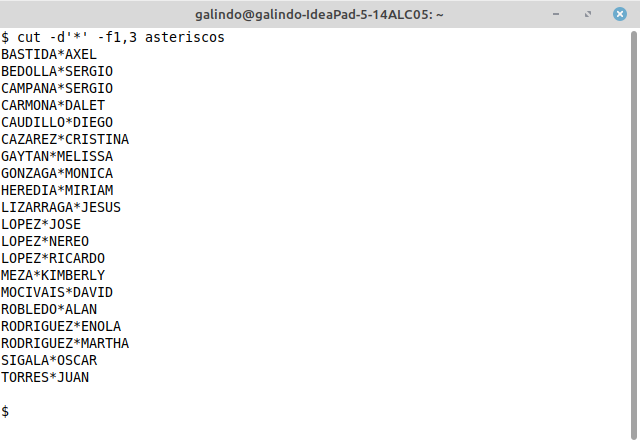 galindo@galindo-IdeaPad-5-14ALC05: ~
$ cut -d'*' -f1,3 asteriscos
BASTIDA*AXEL
BEDOLLA*SERGIO
CAMPANA*SERGIO
CARMONA*DALET
CAUDILLO*DIEGO
CAZAREZ*CRISTINA
GAYTAN*MELISSA
GONZAGA*MONICA
HEREDIA*MIRIAM
LIZARRAGA*JESUS
LOPEZ*JOSE
LOPEZ*NEREO
LOPEZ*RICARDO
MEZA*KIMBERLY
MOCIVAIS*DAVID
ROBLEDO*ALAN
RODRIGUEZ*ENOLA
RODRIGUEZ*MARTHA
SIGALA*OSCAR
TORRES*JUAN
$